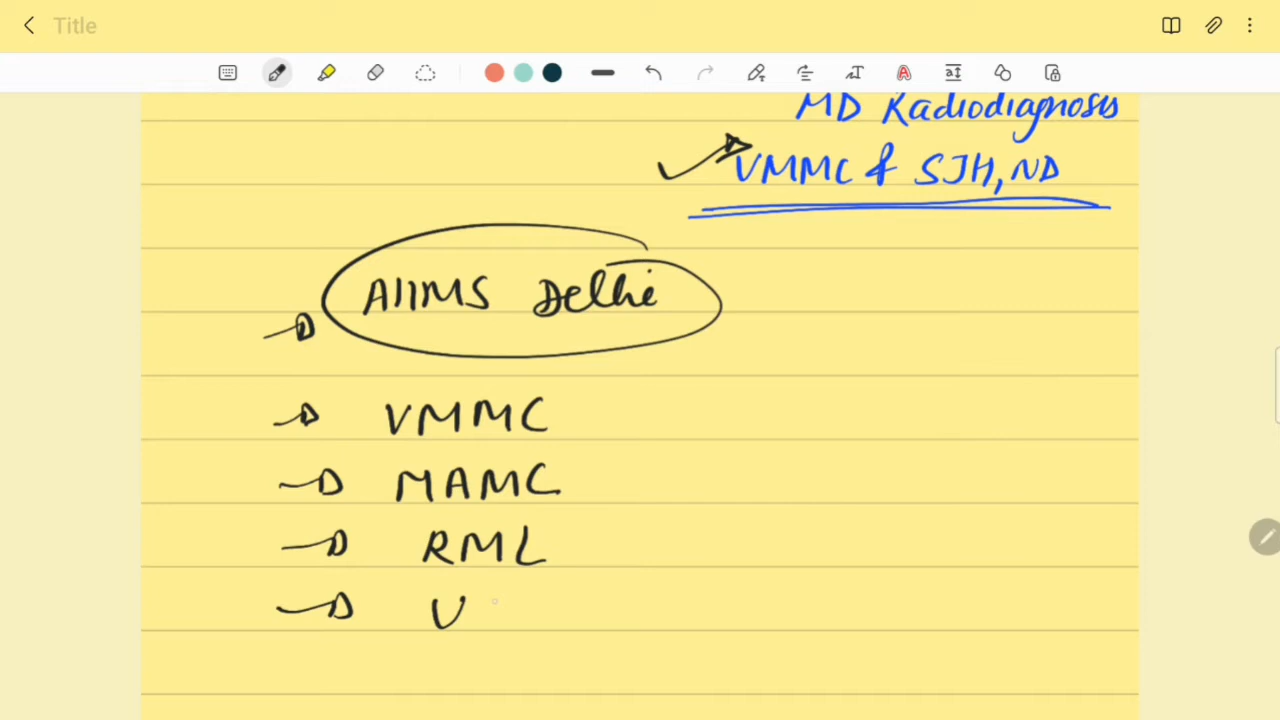 Title
MD Radiodiagnosis
VMMC & SJH, ND
AIIMS Delhi
VMMC
MAMC
RML
U